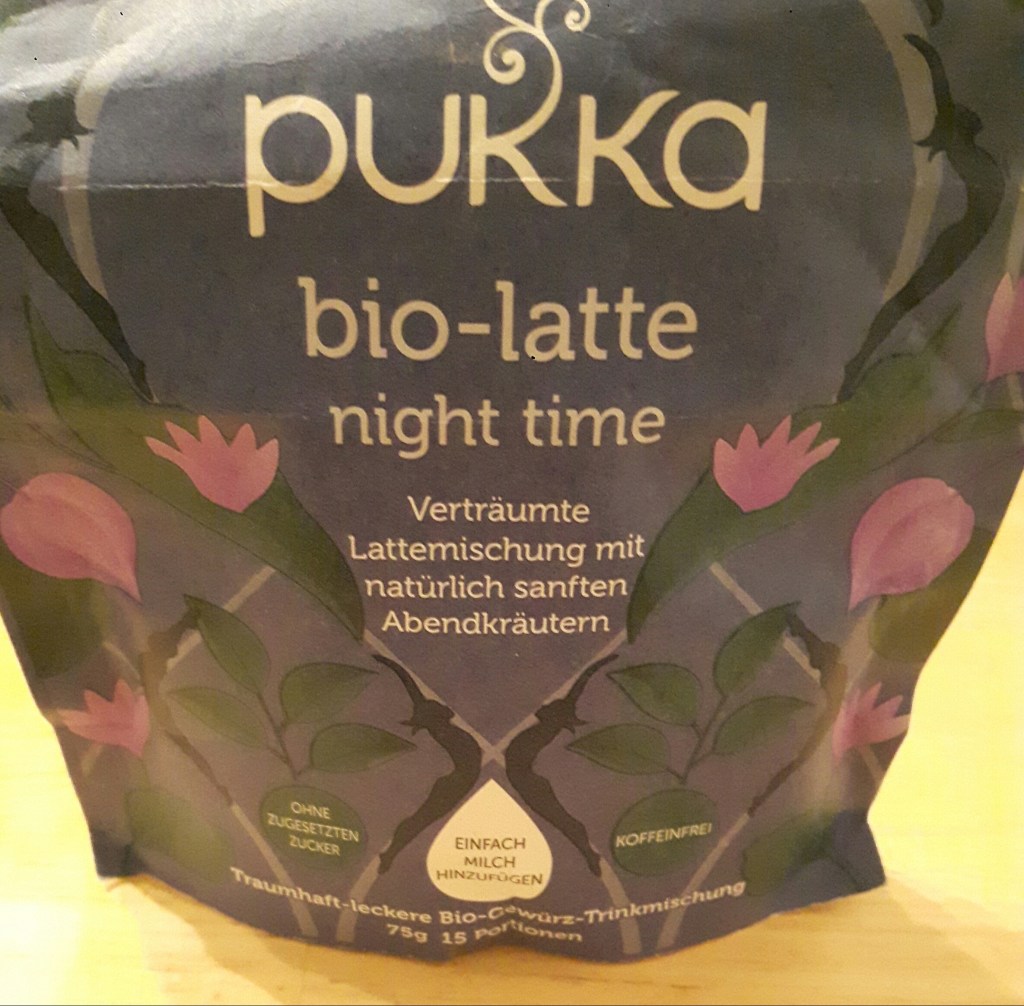 pukka
bio-latte
night time
Verträumte
Lattemischung mit
natürlich sanften
Abendkräutern
OHNE
ZUGESETZTEN
ZUCKER
EINFACH
MILCH
HINZUFÜGEN
KOFFEINFREI
Traumhaft-leckere Bio-Gewürz-Trinkmischung
75g 15 Portionen